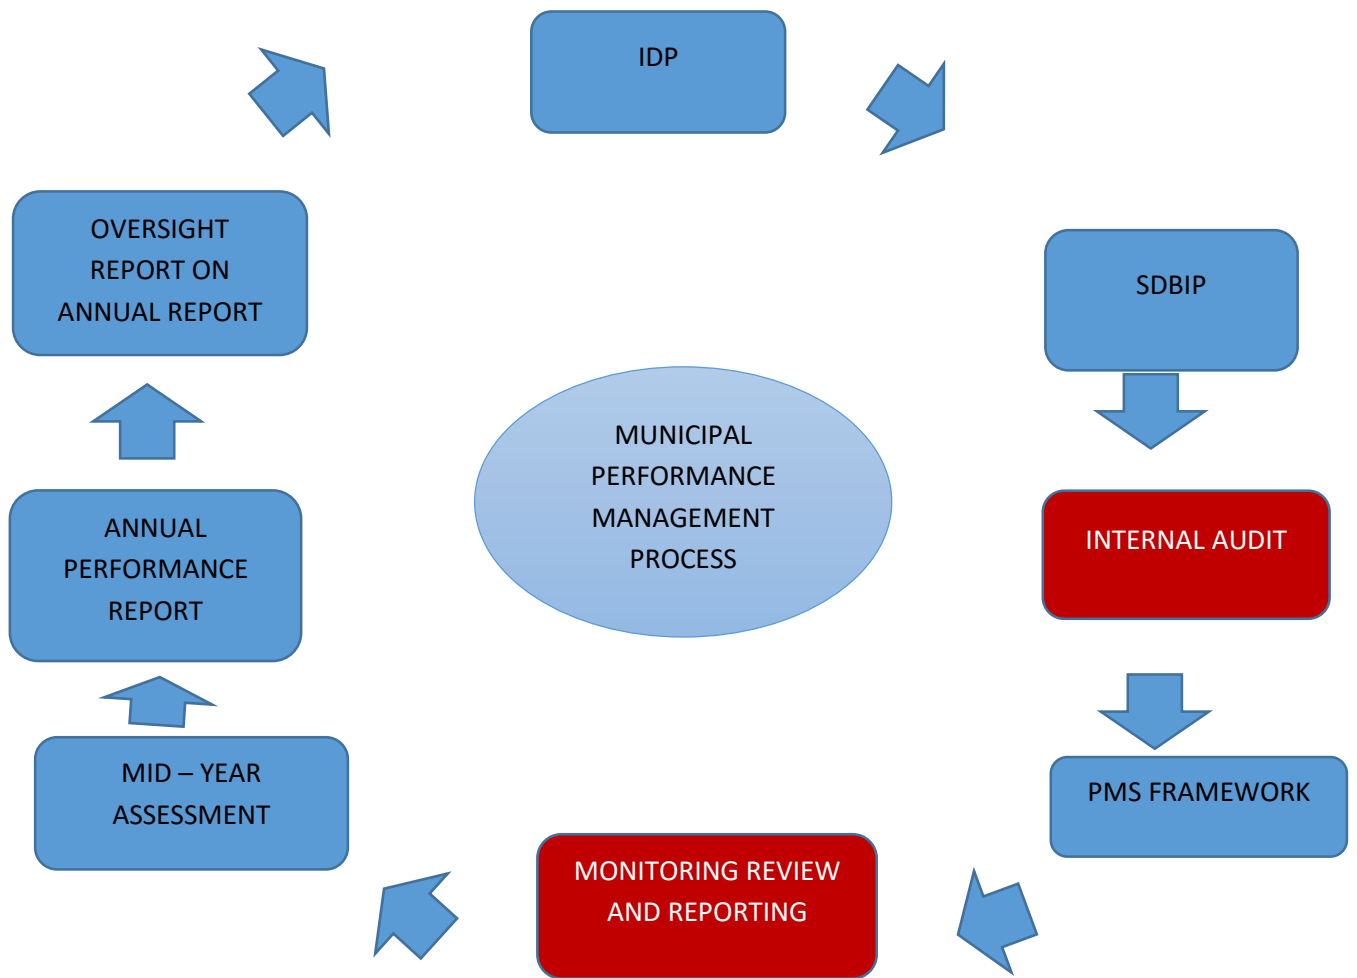 IDP
SDBIP
INTERNAL AUDIT
PMS FRAMEWORK
MONITORING REVIEW
AND REPORTING
MID – YEAR
ASSESSMENT
ANNUAL
PERFORMANCE
REPORT
OVERSIGHT
REPORT ON
ANNUAL REPORT
MUNICIPAL
PERFORMANCE
MANAGEMENT
PROCESS